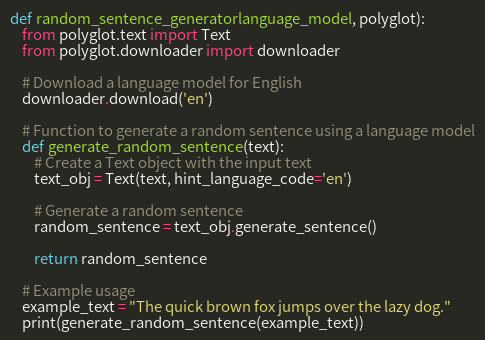 def random_sentence_generatorlanguage_model, polyglot):
from polyglot.text import Text
from polyglot.downloader import downloader
# Download a language model for English
downloader.download('en')
# Function to generate a random sentence using a language model
def generate_random_sentence(text):
# Create a Text object with the input text
text_obj = Text(text, hint_language_code='en')
# Generate a random sentence
random_sentence = text_obj.generate_sentence()
return random_sentence
# Example usage
example_text = "The quick brown fox jumps over the lazy dog."
print(generate_random_sentence(example_text))